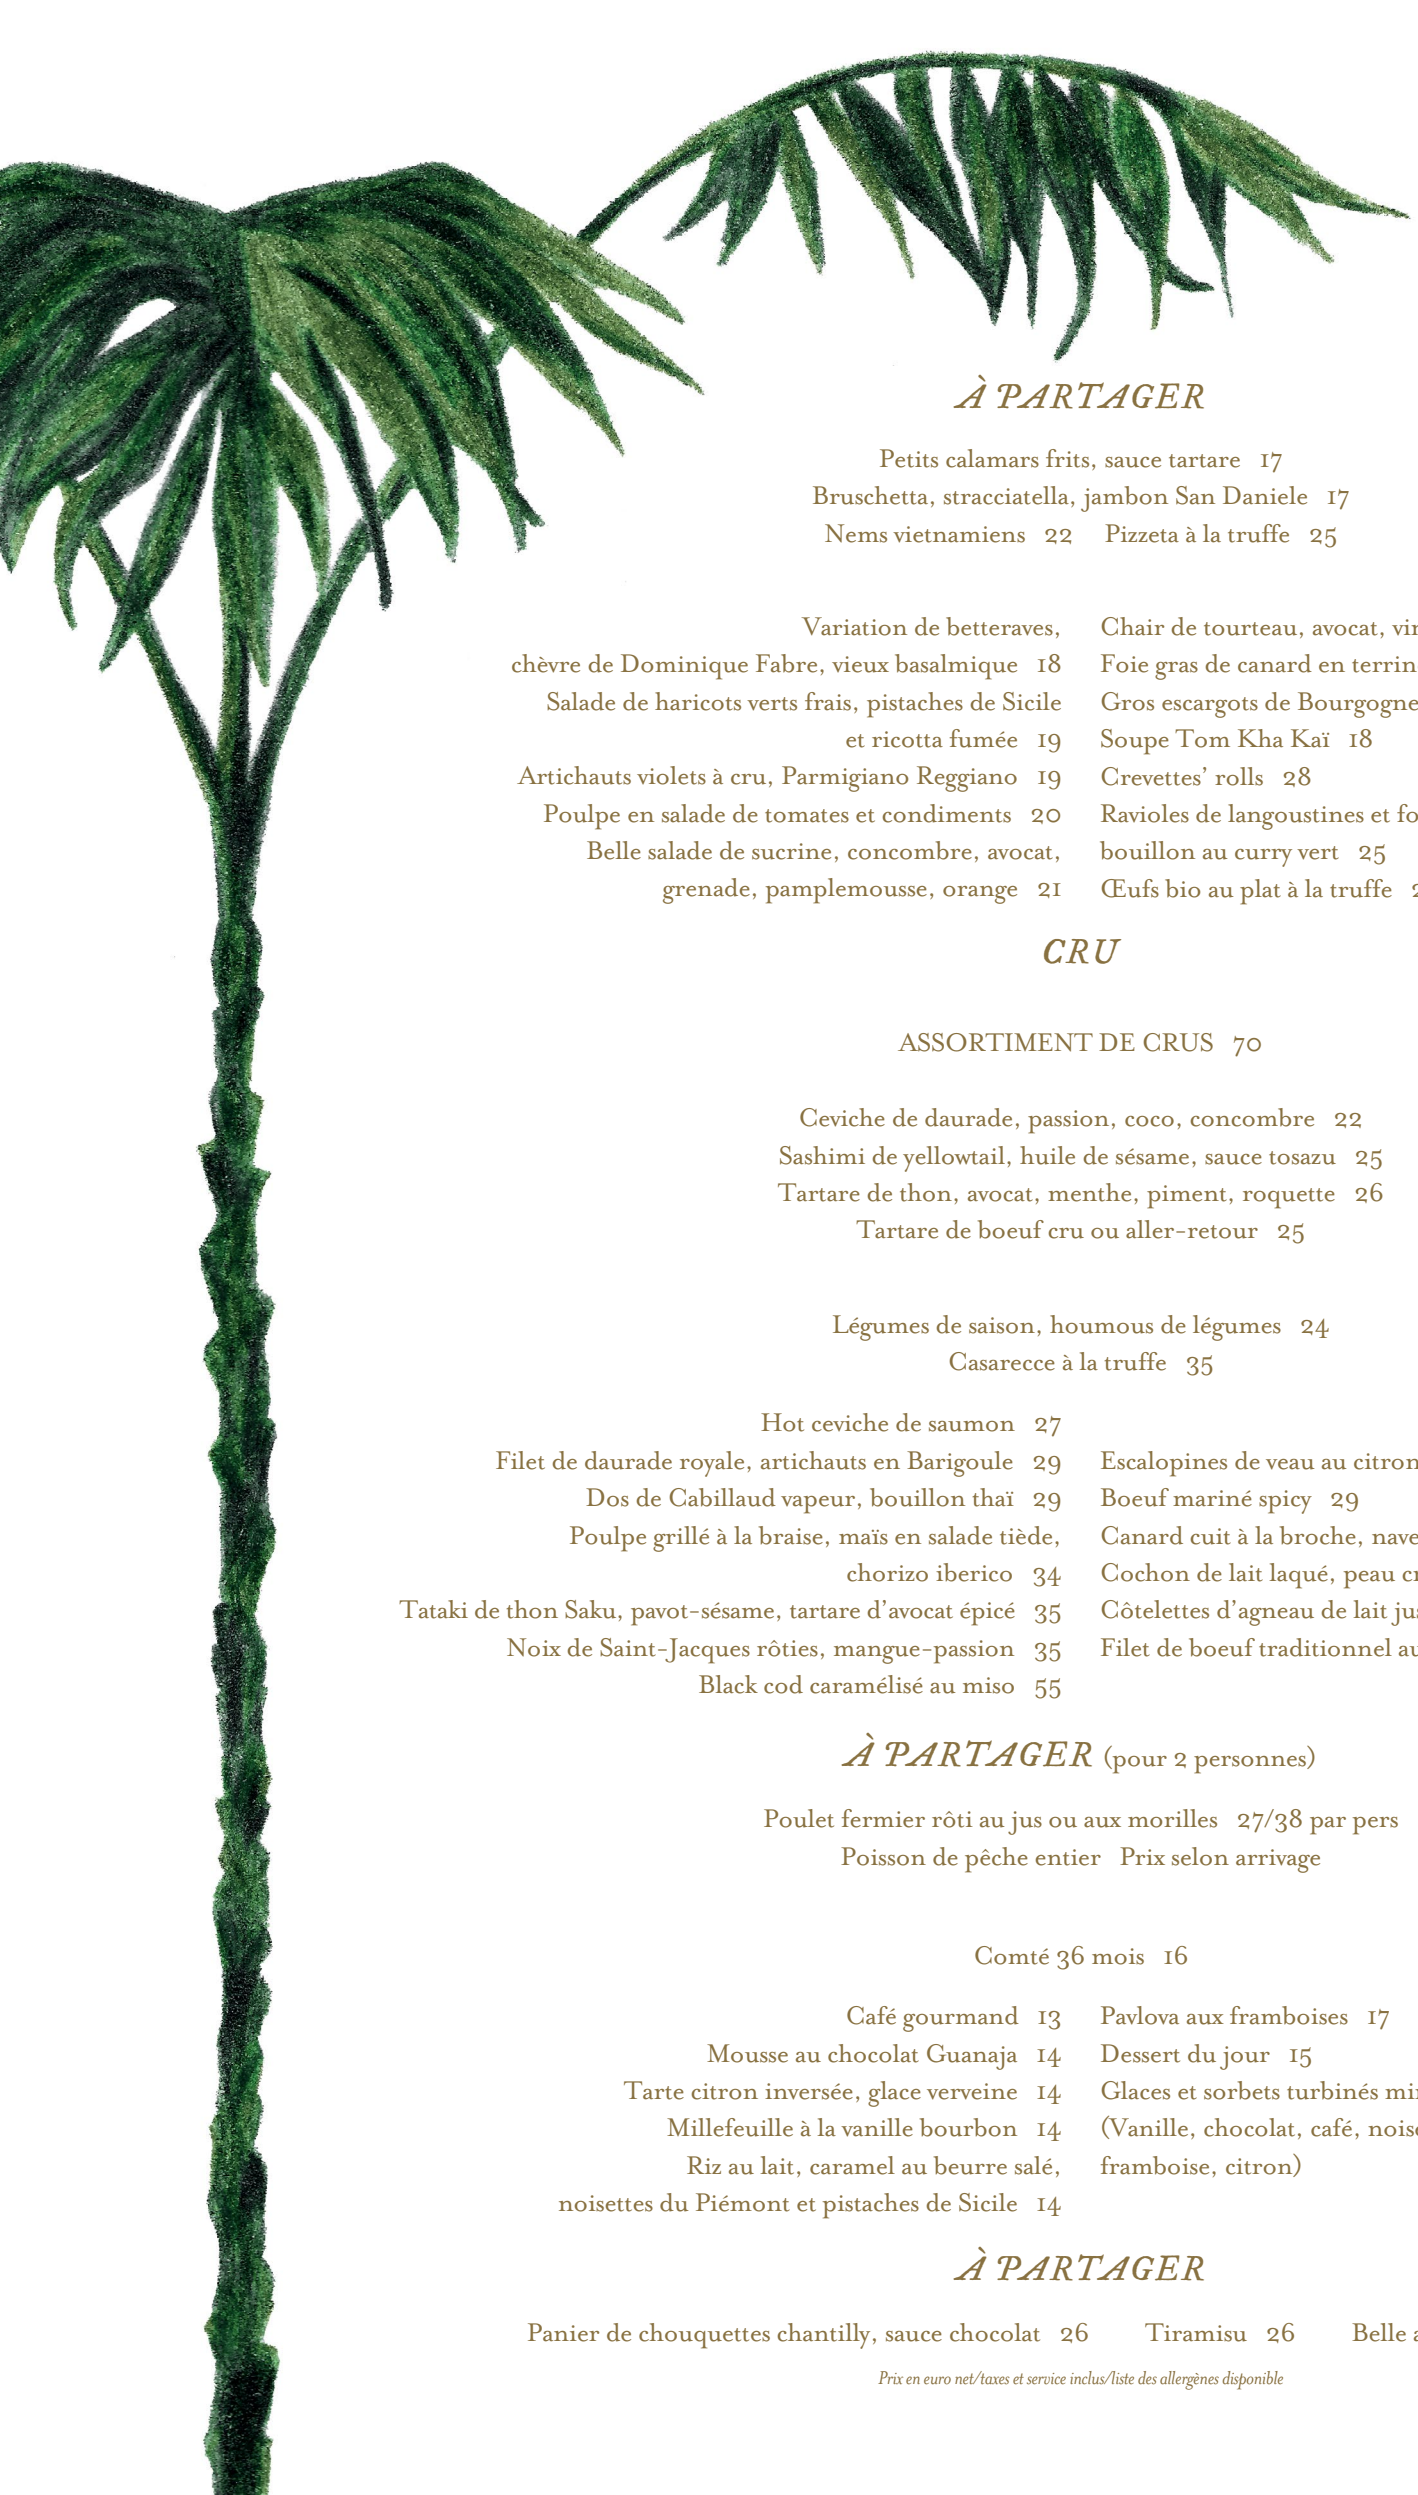 À PARTAGER
Petits calamars frits, sauce tartare 17
Bruschetta, stracciatella, jambon San Daniele 17
Nems vietnamiens 22 Pizzeta à la truffe 25
Variation de betteraves,
chèvre de Dominique Fabre, vieux basalmique 18
Salade de haricots verts frais, pistaches de Sicile
et ricotta fumée 19
Artichauts violets à cru, Parmigiano Reggiano 19
Poulpe en salade de tomates et condiments 20
Belle salade de sucrine, concombre, avocat,
grenade, pamplemousse, orange 21
Chair de tourteau, avocat,
Foie gras de canard en
Gros escargots de Bourgogne
Soupe Tom Kha Kaï 18
Crevettes’ rolls 28
Ravioles de langoustines et
bouillon au curry vert 25
Œufs bio au plat à la truffe
CRU
ASSORTIMENT DE CRUS 70
Ceviche de daurade, passion, coco, concombre 22
Sashimi de yellowtail, huile de sésame, sauce tosazu 25
Tartare de thon, avocat, menthe, piment, roquette 26
Tartare de boeuf cru ou aller-retour 25
Légumes de saison, houmous de légumes 24
Casarecce à la truffe 35
Hot ceviche de saumon 27
Filet de daurade royale, artichauts en Barigoule 29
Dos de Cabillaud vapeur, bouillon thaï 29
Poulpe grillé à la braise, maïs en salade tiède,
chorizo iberico 34
Tataki de thon Saku, pavot-sésame, tartare d’avocat épicé 35
Noix de Saint-Jacques rôties, mangue-passion 35
Black cod caramélisé au miso 55
Escalopines de veau au citron
Boeuf mariné spicy 29
Canard cuit à la broche,
Cochon de lait laqué, peau
Côtelettes d’agneau de lait
Filet de boeuf traditionnel
À PARTAGER (pour 2 personnes)
Poulet fermier rôti au jus ou aux morilles 27/38 par pers
Poisson de pêche entier Prix selon arrivage
Comté 36 mois 16
Café gourmand 13
Mousse au chocolat Guanaja 14
Tarte citron inversée, glace verveine 14
Millefeuille à la vanille bourbon 14
Riz au lait, caramel au beurre salé,
noisettes du Piémont et pistaches de Sicile 14
Pavlova aux framboises 17
Dessert du jour 15
Glaces et sorbets turbinés
(Vanille, chocolat, café,
framboise, citron)
À PARTAGER
Panier de chouquettes chantilly, sauce chocolat 26 Tiramisu 26 Belle
Prix en euro net/taxes et service inclus/liste des allergènes disponible